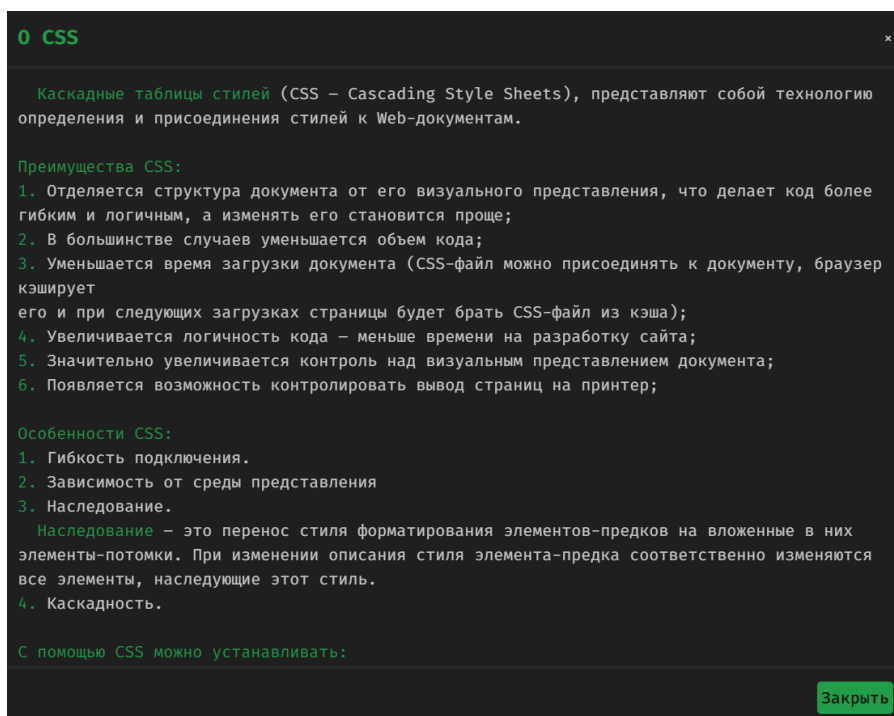 О CSS
×
Каскадные таблицы стилей (CSS – Cascading Style Sheets), представляют собой технологию
определения и присоединения стилей к Web-документам.
Преимущества CSS:
1. Отделяется структура документа от его визуального представления, что делает код более
гибким и логичным, а изменять его становится проще;
2. В большинстве случаев уменьшается объем кода;
3. Уменьшается время загрузки документа (CSS-файл можно присоединять к документу, браузер
кэширует
его и при следующих загрузках страницы будет брать CSS-файл из кэша);
4. Увеличивается логичность кода – меньше времени на разработку сайта;
5. Значительно увеличивается контроль над визуальным представлением документа;
6. Появляется возможность контролировать вывод страниц на принтер;
Особенности CSS:
1. Гибкость подключения.
2. Зависимость от среды представления
3. Наследование.
Наследование – это перенос стиля форматирования элементов-предков на вложенные в них
элементы-потомки. При изменении описания стиля элемента-предка соответственно изменяются
все элементы, наследующие этот стиль.
4. Каскадность.
С помощью CSS можно устанавливать:
Закрыть